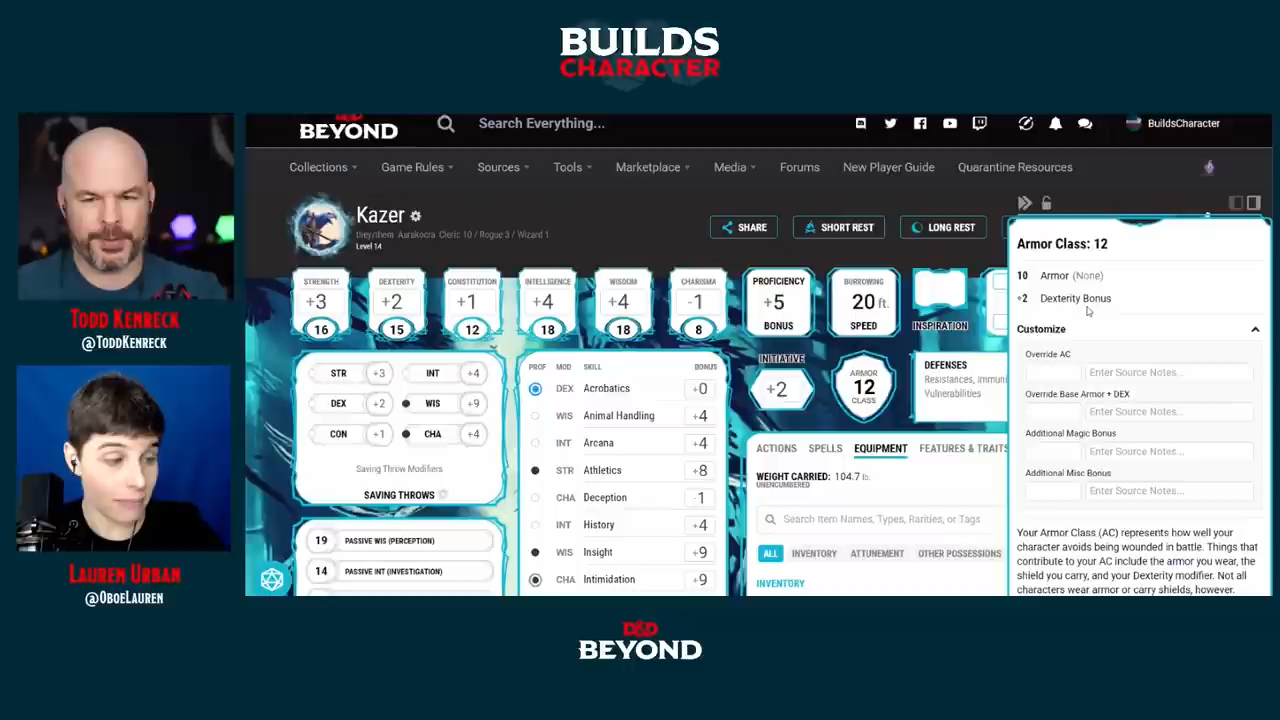 BUILDS
CHARACTER
TODD KENRECK
@TODDKENRECK
LAUREN URBAN
@OBOELAUREN
BEYOND
Search Everything...
BuildsCharacter
Collections
Game Rules
Sources
Tools
Marketplace
Media
Forums
New Player Guide
Quarantine Resources
Kazer
they/them Aarakocra Cleric 10 / Rogue 3 / Wizard 1
Level 14
SHARE
SHORT REST
LONG REST
STRENGTH
+3
16
DEXTERITY
+2
15
CONSTITUTION
+1
12
INTELLIGENCE
+4
18
WISDOM
+4
18
CHARISMA
-1
8
PROFICIENCY
+5
BONUS
BURROWING
20 ft.
SPEED
INSPIRATION
STR +3
INT +4
DEX +2
WIS +9
CON +1
CHA +4
Saving Throw Modifiers
SAVING THROWS
19 PASSIVE WIS (PERCEPTION)
14 PASSIVE INT (INVESTIGATION)
PROF MOD SKILL BONUS
DEX Acrobatics +0
WIS Animal Handling +4
INT Arcana +4
STR Athletics +8
CHA Deception -1
INT History +4
WIS Insight +9
CHA Intimidation +9
INITIATIVE
+2
ARMOR
12
CLASS
DEFENSES
Resistances, Immuni
Vulnerabilities
ACTIONS SPELLS EQUIPMENT FEATURES & TRAITS
WEIGHT CARRIED: 104.7 lb.
UNENCUMBERED
Search Item Names, Types, Rarities, or Tags
ALL INVENTORY ATTUNEMENT OTHER POSSESSIONS
INVENTORY
Armor Class: 12
10 Armor (None)
+2 Dexterity Bonus
Customize
Override AC
Enter Source Notes...
Override Base Armor + DEX
Enter Source Notes...
Additional Magic Bonus
Enter Source Notes...
Additional Misc Bonus
Enter Source Notes...
Your Armor Class (AC) represents how well your
character avoids being wounded in battle. Things that
contribute to your AC include the armor you wear, the
shield you carry, and your Dexterity modifier. Not all
characters wear armor or carry shields, however.
D&D
BEYOND